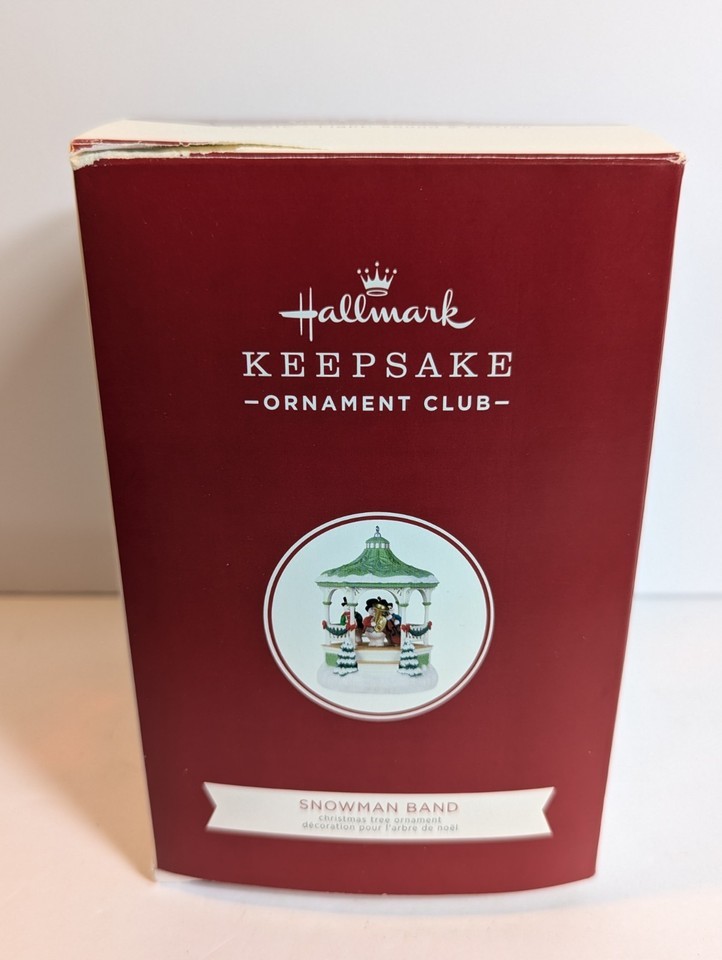 Hallmark
KEEPSAKE
–ORNAMENT CLUB–
SNOWMAN BAND
christmas tree ornament
décoration pour l'arbre de noël